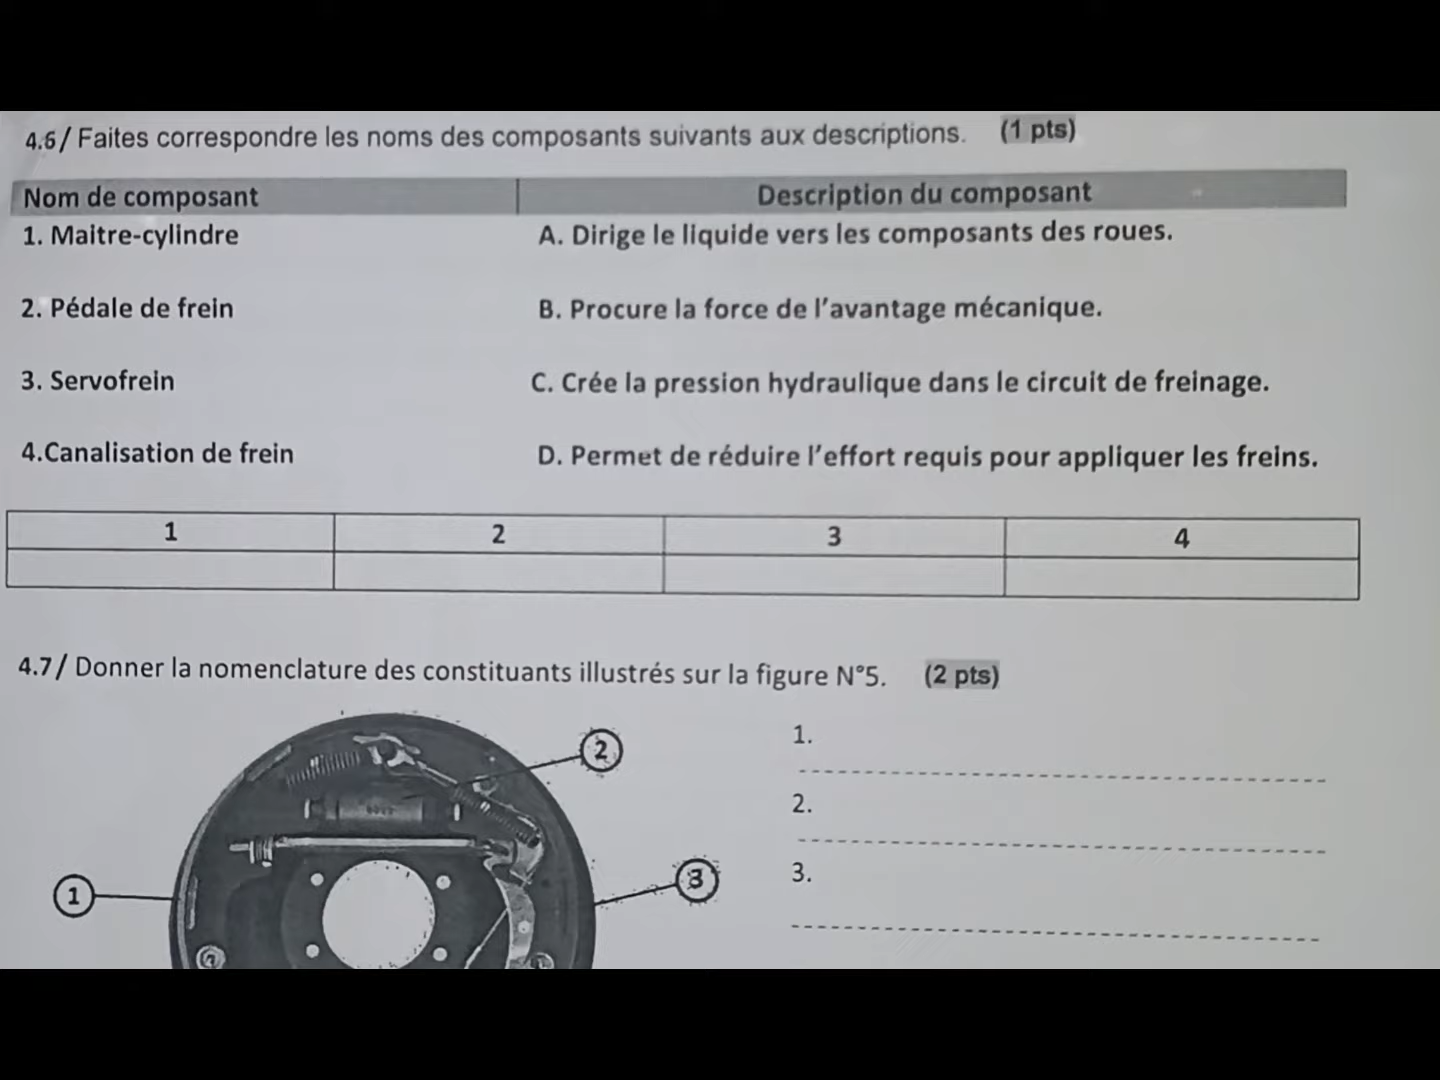 4.6/ Faites correspondre les noms des composants suivants aux descriptions. (1 pts)
Nom de composant Description du composant
1. Maitre-cylindre A. Dirige le liquide vers les composants des roues.
2. Pédale de frein B. Procure la force de l'avantage mécanique.
3. Servofrein C. Crée la pression hydraulique dans le circuit de freinage.
4.Canalisation de frein D. Permet de réduire l'effort requis pour appliquer les freins.
1 2 3 4
4.7/ Donner la nomenclature des constituants illustrés sur la figure N°5. (2 pts)
2
1.
2.
1 3
3.